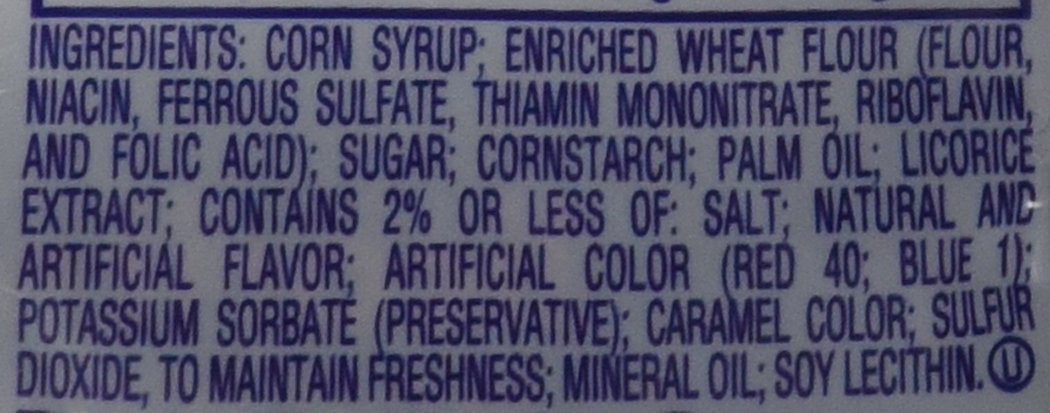 INGREDIENTS: CORN SYRUP; ENRICHED WHEAT FLOUR (FLOUR,
NIACIN, FERROUS SULFATE, THIAMIN MONONITRATE, RIBOFLAVIN,
AND FOLIC ACID); SUGAR; CORNSTARCH; PALM OIL; LICORICE
EXTRACT; CONTAINS 2% OR LESS OF: SALT; NATURAL AND
ARTIFICIAL FLAVOR; ARTIFICIAL COLOR (RED 40; BLUE 1);
POTASSIUM SORBATE (PRESERVATIVE); CARAMEL COLOR; SULFUR
DIOXIDE, TO MAINTAIN FRESHNESS; MINERAL OIL; SOY LECITHIN. Ⓤ